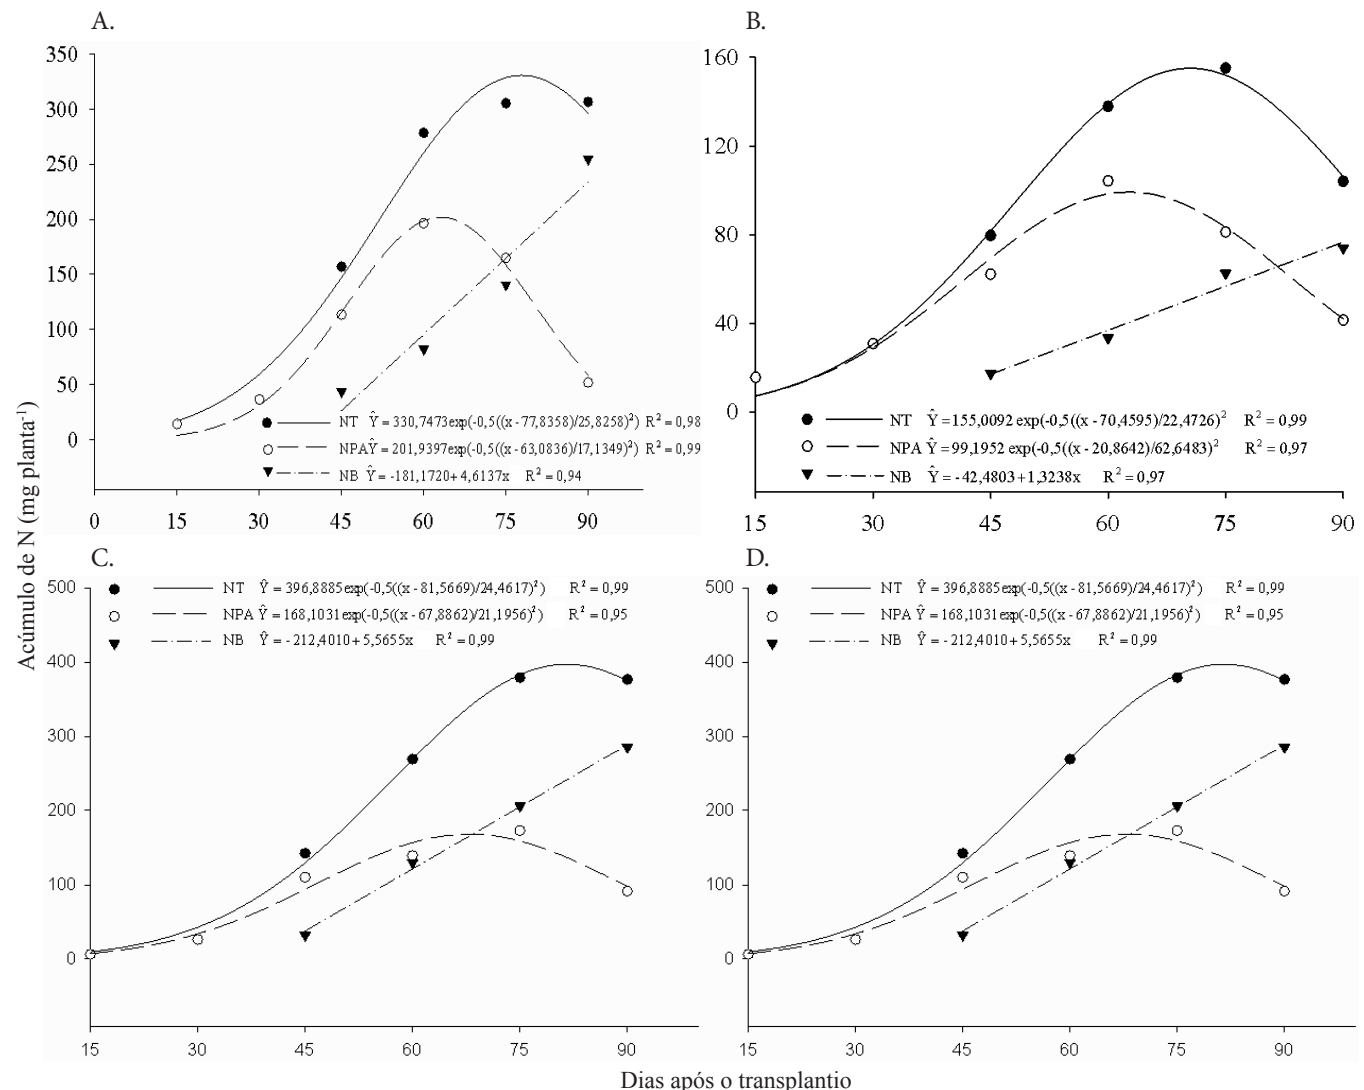 A.
350
300
250
200
150
100
50
0
NT Ŷ = 330,7473exp(-0,5((x - 77,8358)/25,8258)²) R² = 0,98
NPA Ŷ = 201,9397exp(-0,5((x - 63,0836)/17,1349)²) R² = 0,99
NB Ŷ = -181,1720+ 4,6137x R² = 0,94
0 15 30 45 60 75 90
B.
160
120
80
40
0
NT Ŷ = 155,0092 exp(-0,5((x - 70,4595)/22,4726)² R² = 0,99
NPA Ŷ = 99,1952 exp(-0,5((x - 20,8642)/62,6483)² R² = 0,97
NB Ŷ = -42,4803+1,3238x R² = 0,97
15 30 45 60 75 90
Acúmulo de N (mg planta⁻¹)
C.
NT Ŷ = 396,8885exp(-0,5((x - 81,5669)/24,4617)²) R² = 0,99
NPA Ŷ = 168,1031exp(-0,5((x - 67,8862)/21,1956)²) R² = 0,95
NB Ŷ = - 212,4010+ 5,5655x R² = 0,99
500
400
300
200
100
0
15 30 45 60 75 90
D.
NT Ŷ = 396,8885exp(-0,5((x - 81,5669)/24,4617)²) R² = 0,99
NPA Ŷ = 168,1031exp(-0,5((x - 67,8862)/21,1956)²) R² = 0,95
NB Ŷ = - 212,4010+ 5,5655x R² = 0,99
500
400
300
200
100
0
15 30 45 60 75 90
Dias após o transplantio